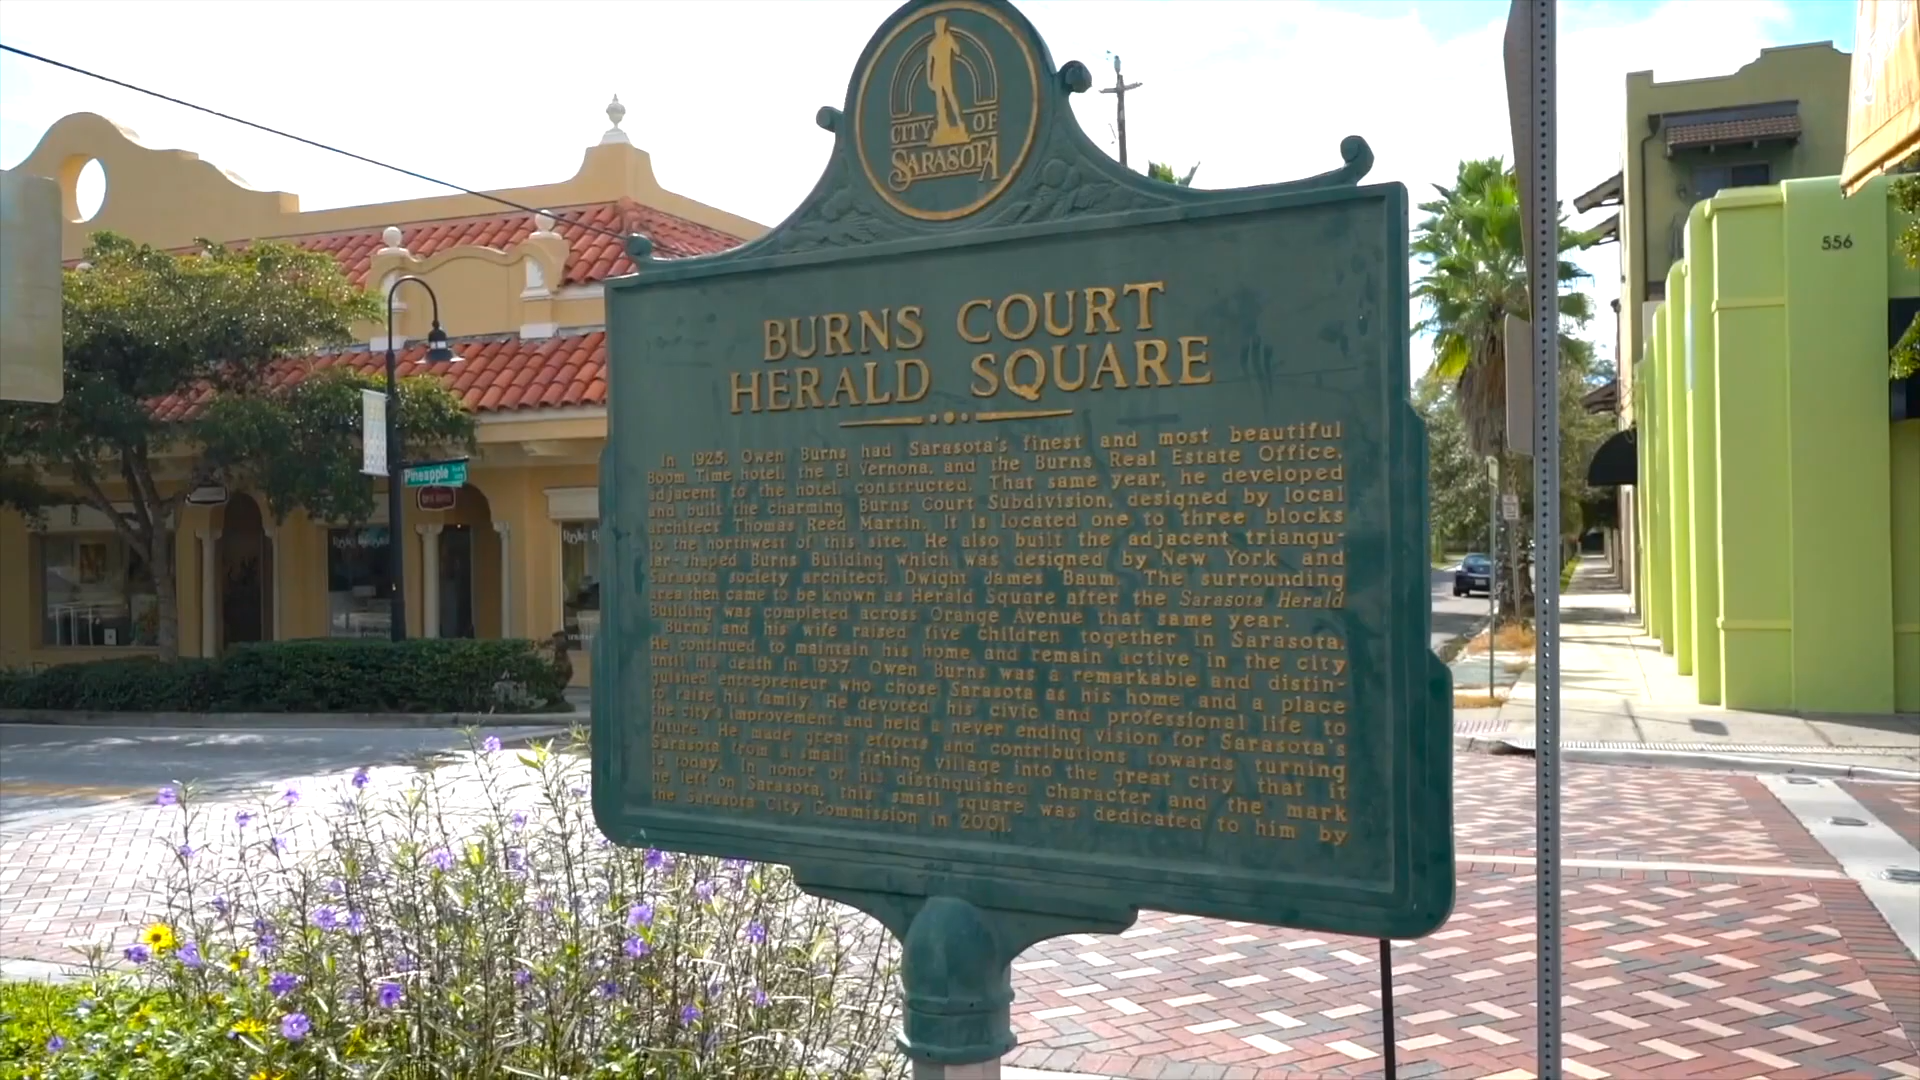 CITY OF
SARASOTA
BURNS COURT
HERALD SQUARE
In 1925, Owen Burns had Sarasota's finest and most beautiful
Boom Time hotel, the El Vernona, and the Burns Real Estate Office,
adjacent to the hotel, constructed. That same year, he developed
and built the charming Burns Court Subdivision, designed by local
architect Thomas Reed Martin. It is located one to three blocks
to the northwest of this site. He also built the adjacent triangu-
lar-shaped Burns Building which was designed by New York and
Sarasota society architect, Dwight James Baum. The surrounding
area then came to be known as Herald Square after the Sarasota Herald
Building was completed across Orange Avenue that same year.
Burns and his wife raised five children together in Sarasota.
He continued to maintain his home and remain active in the city
until his death in 1937. Owen Burns was a remarkable and distin-
guished entrepreneur who chose Sarasota as his home and a place
to raise his family. He devoted his civic and professional life to
the city's improvement and held a never ending vision for Sarasota's
future. He made great efforts and contributions towards turning
Sarasota from a small fishing village into the great city that it
is today. In honor of his distinguished character and the mark
he left on Sarasota, this small square was dedicated to him by
the Sarasota City Commission in 2001.
Pineapple
556